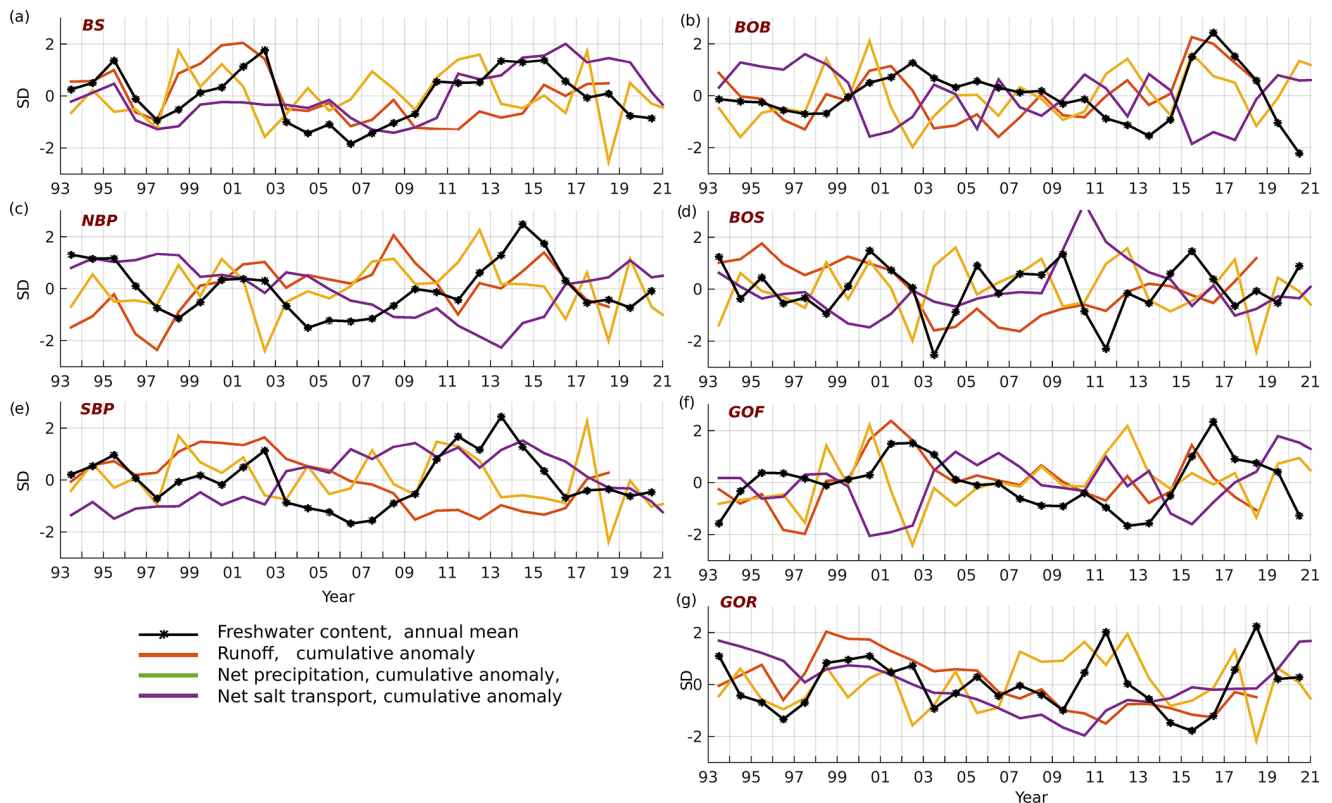 (a) BS
2
0
-2
SD
93 95 97 99 01 03 05 07 09 11 13 15 17 19 21
(b) BOB
2
0
-2
93 95 97 99 01 03 05 07 09 11 13 15 17 19 21
(c) NBP
2
0
-2
SD
93 95 97 99 01 03 05 07 09 11 13 15 17 19 21
(d) BOS
2
0
-2
93 95 97 99 01 03 05 07 09 11 13 15 17 19 21
(e) SBP
2
0
-2
SD
93 95 97 99 01 03 05 07 09 11 13 15 17 19 21
Year
(f) GOF
2
0
-2
93 95 97 99 01 03 05 07 09 11 13 15 17 19 21
(g) GOR
2
0
-2
SD
93 95 97 99 01 03 05 07 09 11 13 15 17 19 21
Year
Freshwater content, annual mean
Runoff, cumulative anomaly
Net precipitation, cumulative anomaly,
Net salt transport, cumulative anomaly